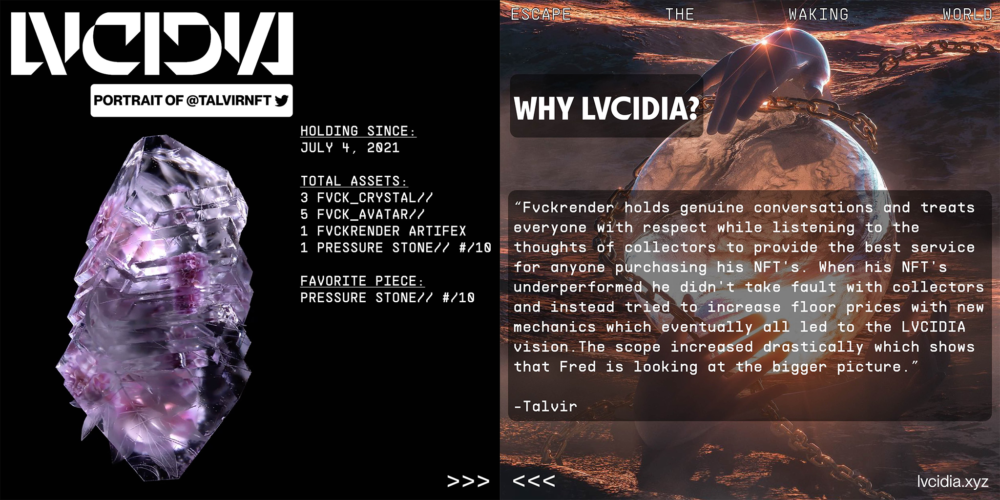 LVCIDIA
PORTRAIT OF @TALVIRNFT
HOLDING SINCE:
JULY 4, 2021
TOTAL ASSETS:
3 FVCK_CRYSTAL//
5 FVCK_AVATAR//
1 FVCKRENDER ARTIFEX
1 PRESSURE STONE// #/10
FAVORITE PIECE:
PRESSURE STONE// #/10
>>>
ESCAPE THE WAKING WORLD
WHY LVCIDIA?
"Fvckrender holds genuine conversations and treats
everyone with respect while listening to the
thoughts of collectors to provide the best service
for anyone purchasing his NFT's. When his NFT's
underperformed he didn't take fault with collectors
and instead tried to increase floor prices with new
mechanics which eventually all led to the LVCIDIA
vision.The scope increased drastically which shows
that Fred is looking at the bigger picture."
-Talvir
<<<
lvcidia.xyz